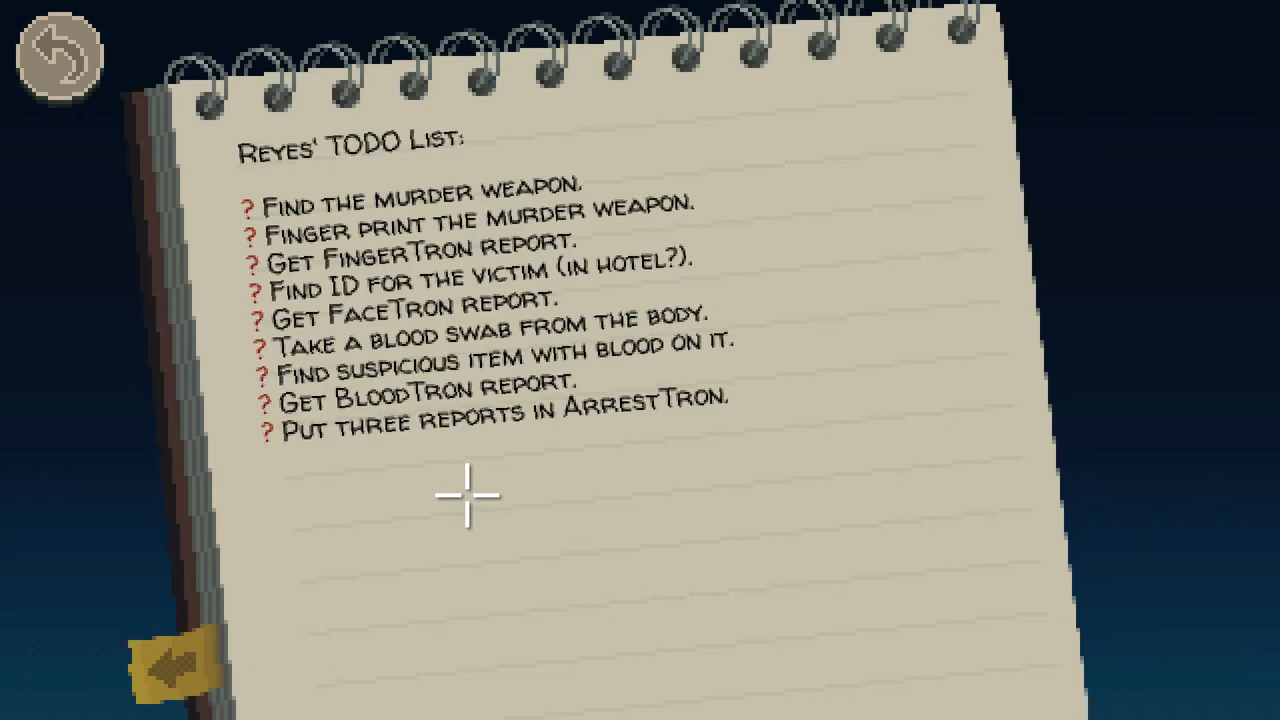 Reyes' TODO List:
? Find the murder weapon.
? Finger print the murder weapon.
? Get FingerTron report.
? Find ID for the victim (in hotel?).
? Get FaceTron report.
? Take a blood swab from the body.
? Find suspicious item with blood on it.
? Get BloodTron report.
? Put three reports in ArrestTron.